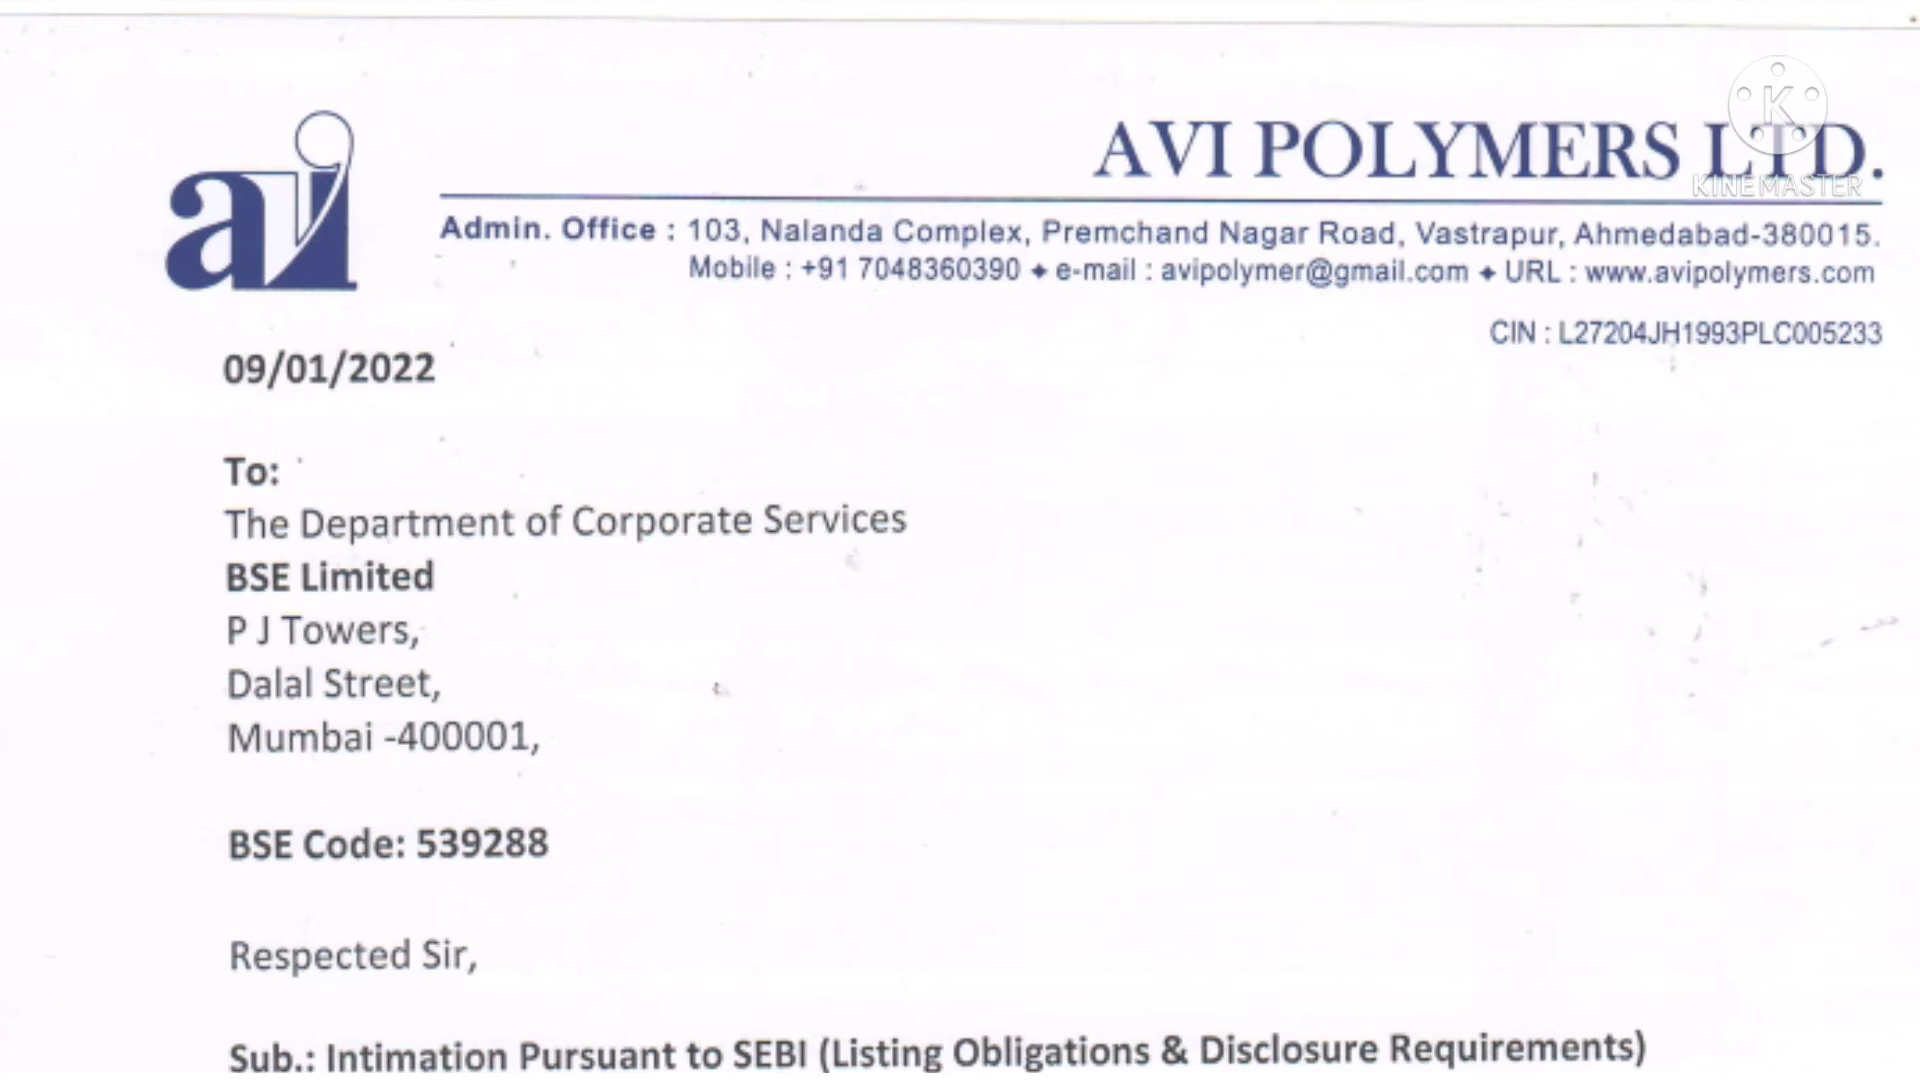 avi
AVI POLYMERS LTD.
KINEMASTER
Admin. Office : 103, Nalanda Complex, Premchand Nagar Road, Vastrapur, Ahmedabad-380015.
Mobile : +91 7048360390 ♦ e-mail : avipolymer@gmail.com ♦ URL : www.avipolymers.com
CIN : L27204JH1993PLC005233
09/01/2022
To:
The Department of Corporate Services
BSE Limited
P J Towers,
Dalal Street,
Mumbai -400001,
BSE Code: 539288
Respected Sir,
Sub.: Intimation Pursuant to SEBI (Listing Obligations & Disclosure Requirements)